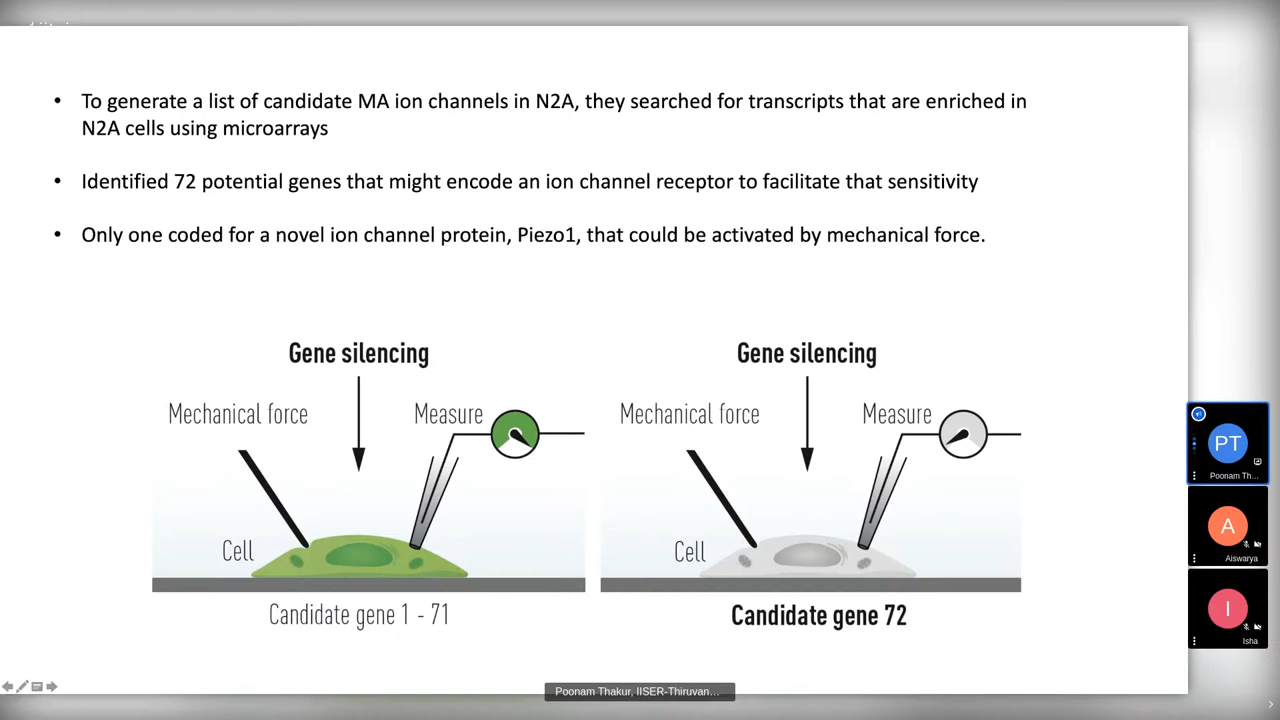 • To generate a list of candidate MA ion channels in N2A, they searched for transcripts that are enriched in
N2A cells using microarrays
• Identified 72 potential genes that might encode an ion channel receptor to facilitate that sensitivity
• Only one coded for a novel ion channel protein, Piezo1, that could be activated by mechanical force.
Gene silencing
Mechanical force
Measure
Cell
Candidate gene 1 - 71
Gene silencing
Mechanical force
Measure
Cell
Candidate gene 72
PT
Poonam Th...
A
Aiswarya
I
Isha
Poonam Thakur, IISER-Thiruvan...